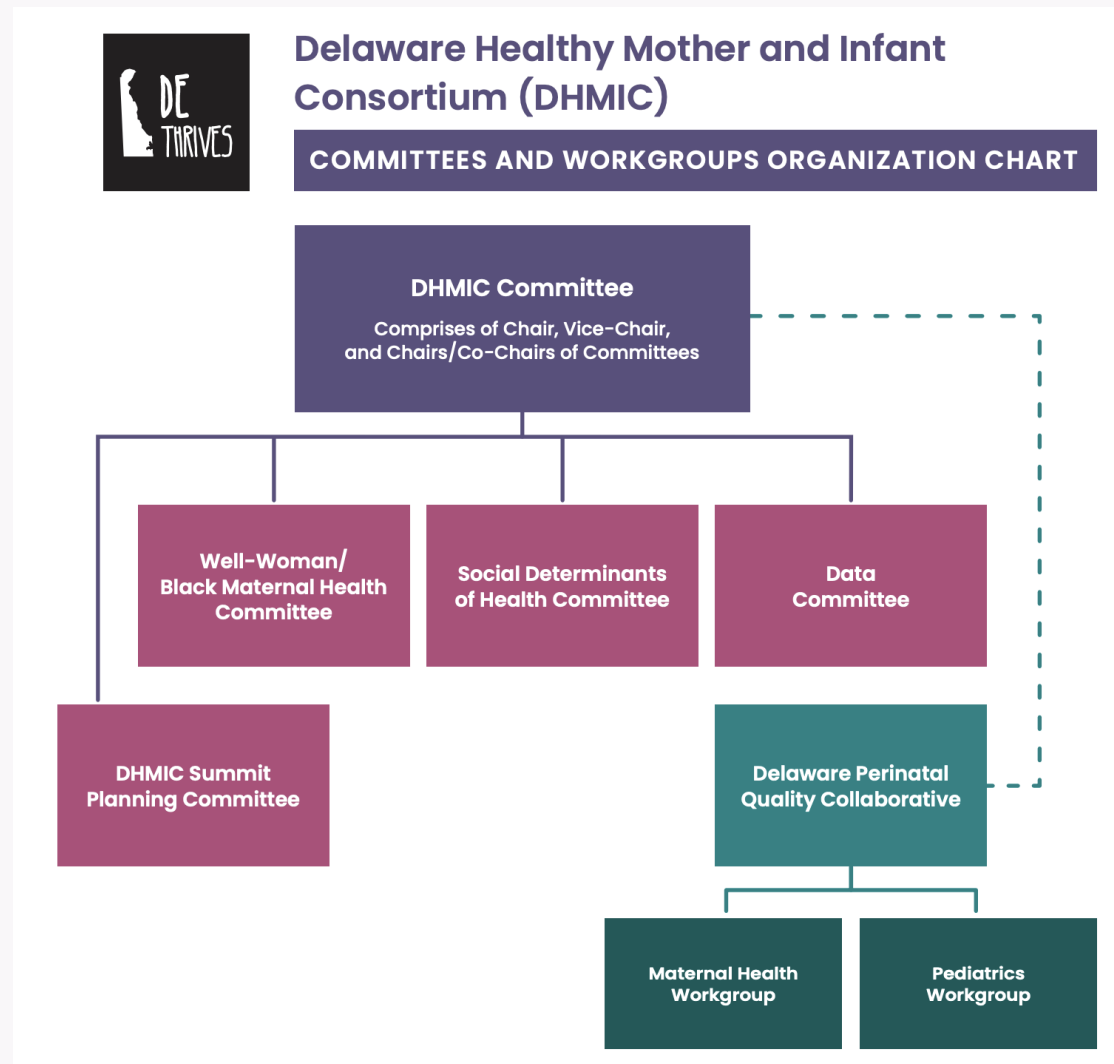 DE
THRIVES
Delaware Healthy Mother and Infant
Consortium (DHMIC)
COMMITTEES AND WORKGROUPS ORGANIZATION CHART
DHMIC Committee
Comprises of Chair, Vice-Chair,
and Chairs/Co-Chairs of Committees
Well-Woman/
Black Maternal Health
Committee
Social Determinants
of Health Committee
Data
Committee
DHMIC Summit
Planning Committee
Delaware Perinatal
Quality Collaborative
Maternal Health
Workgroup
Pediatrics
Workgroup